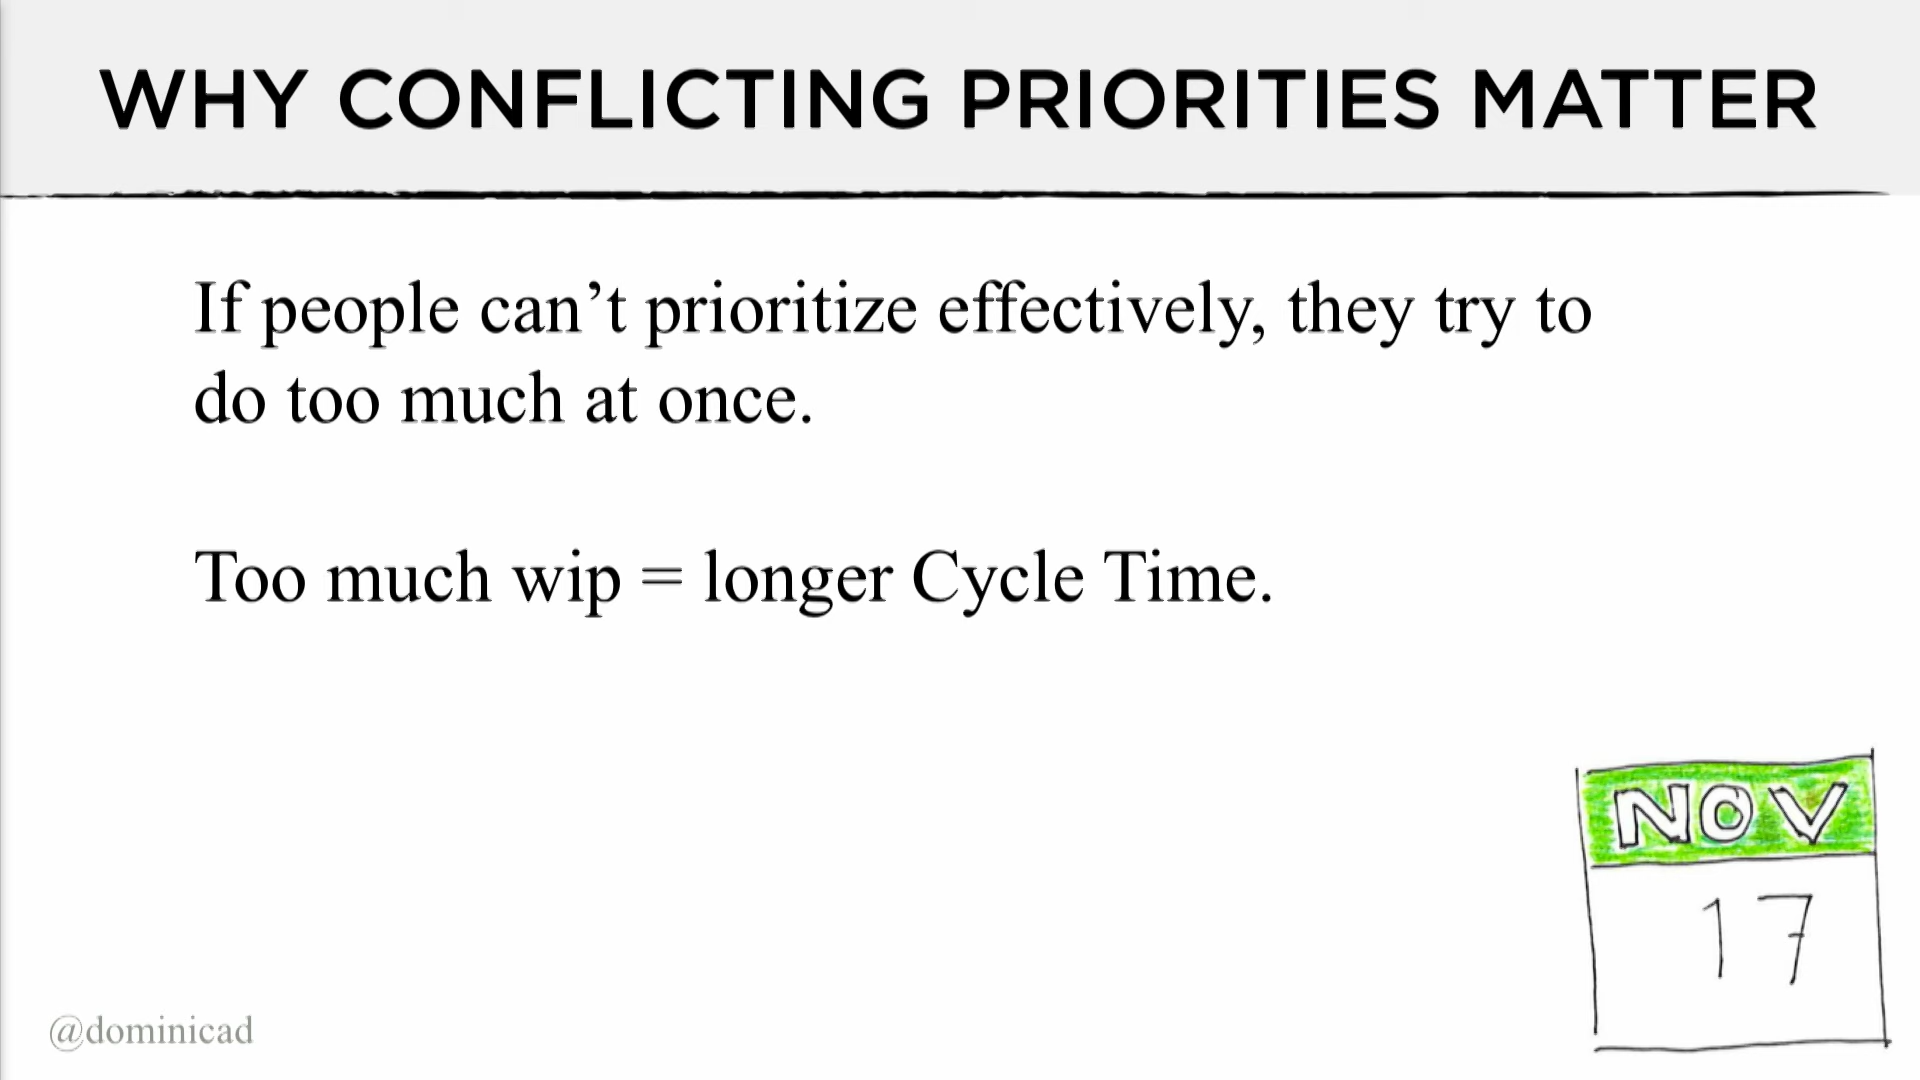 WHY CONFLICTING PRIORITIES MATTER
If people can’t prioritize effectively, they try to
do too much at once.
Too much wip = longer Cycle Time.
NOV
17
@dominicad